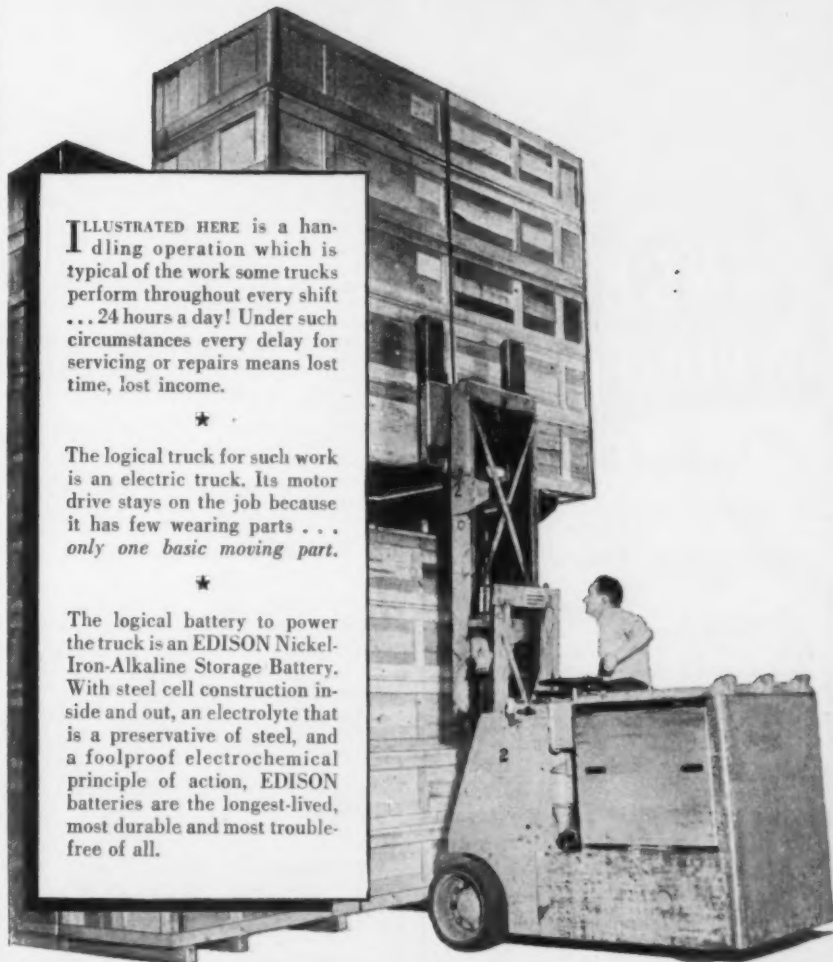 ILLUSTRATED HERE is a han-
dling operation which is
typical of the work some trucks
perform throughout every shift
...24 hours a day! Under such
circumstances every delay for
servicing or repairs means lost
time, lost income.
★
The logical truck for such work
is an electric truck. Its motor
drive stays on the job because
it has few wearing parts . . .
only one basic moving part.
★
The logical battery to power
the truck is an EDISON Nickel-
Iron-Alkaline Storage Battery.
With steel cell construction in-
side and out, an electrolyte that
is a preservative of steel, and
a foolproof electrochemical
principle of action, EDISON
batteries are the longest-lived,
most durable and most trouble-
free of all.
2